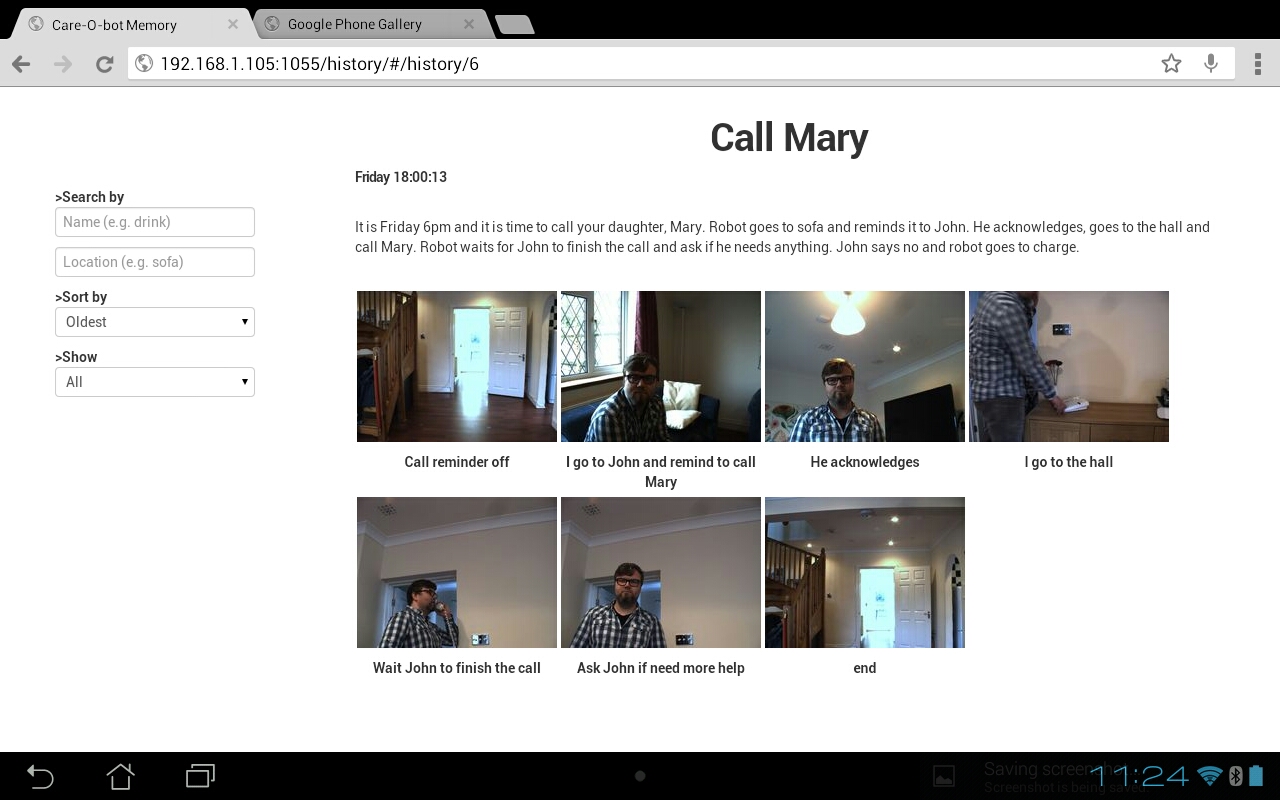 Care-O-bot Memory
Google Phone Gallery
192.168.1.105:1055/history/#/history/6
Call Mary
Friday 18:00:13
>Search by
Name (e.g. drink)
Location (e.g. sofa)
>Sort by
Oldest
>Show
All
It is Friday 6pm and it is time to call your daughter, Mary. Robot goes to sofa and reminds it to John. He acknowledges, goes to the hall and
call Mary. Robot waits for John to finish the call and ask if he needs anything. John says no and robot goes to charge.
Call reminder off
I go to John and remind to call
Mary
He acknowledges
I go to the hall
Wait John to finish the call
Ask John if need more help
end
Saving screenshot...
11:24
Screenshot is being saved.